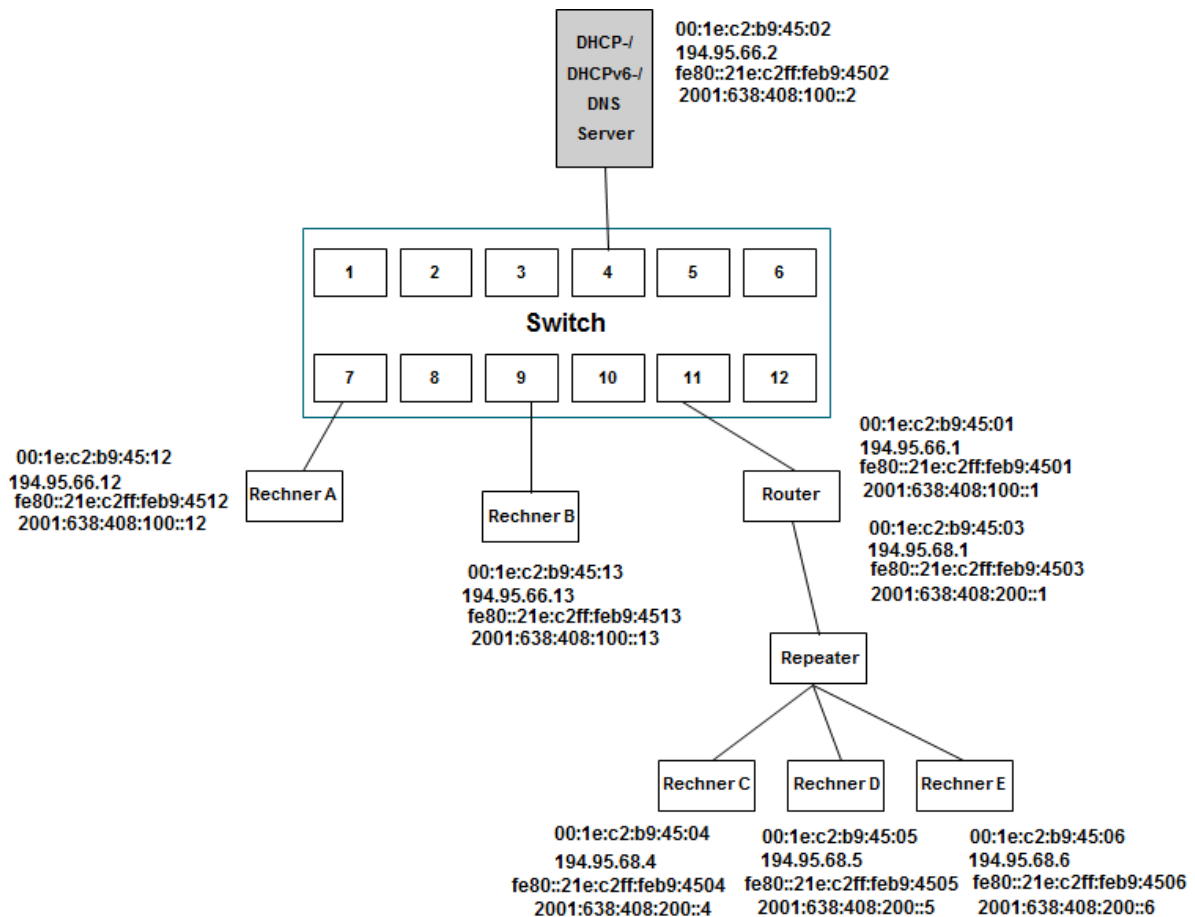 DHCP-/
DHCPv6-/
DNS
Server
00:1e:c2:b9:45:02
194.95.66.2
fe80::21e:c2ff:feb9:4502
2001:638:408:100::2
1
2
3
4
5
6
Switch
7
8
9
10
11
12
00:1e:c2:b9:45:12
194.95.66.12
fe80::21e:c2ff:feb9:4512
2001:638:408:100::12
Rechner A
Rechner B
00:1e:c2:b9:45:13
194.95.66.13
fe80::21e:c2ff:feb9:4513
2001:638:408:100::13
00:1e:c2:b9:45:01
194.95.66.1
fe80::21e:c2ff:feb9:4501
2001:638:408:100::1
Router
00:1e:c2:b9:45:03
194.95.68.1
fe80::21e:c2ff:feb9:4503
2001:638:408:200::1
Repeater
Rechner C
Rechner D
Rechner E
00:1e:c2:b9:45:04
194.95.68.4
fe80::21e:c2ff:feb9:4504
2001:638:408:200::4
00:1e:c2:b9:45:05
194.95.68.5
fe80::21e:c2ff:feb9:4505
2001:638:408:200::5
00:1e:c2:b9:45:06
194.95.68.6
fe80::21e:c2ff:feb9:4506
2001:638:408:200::6